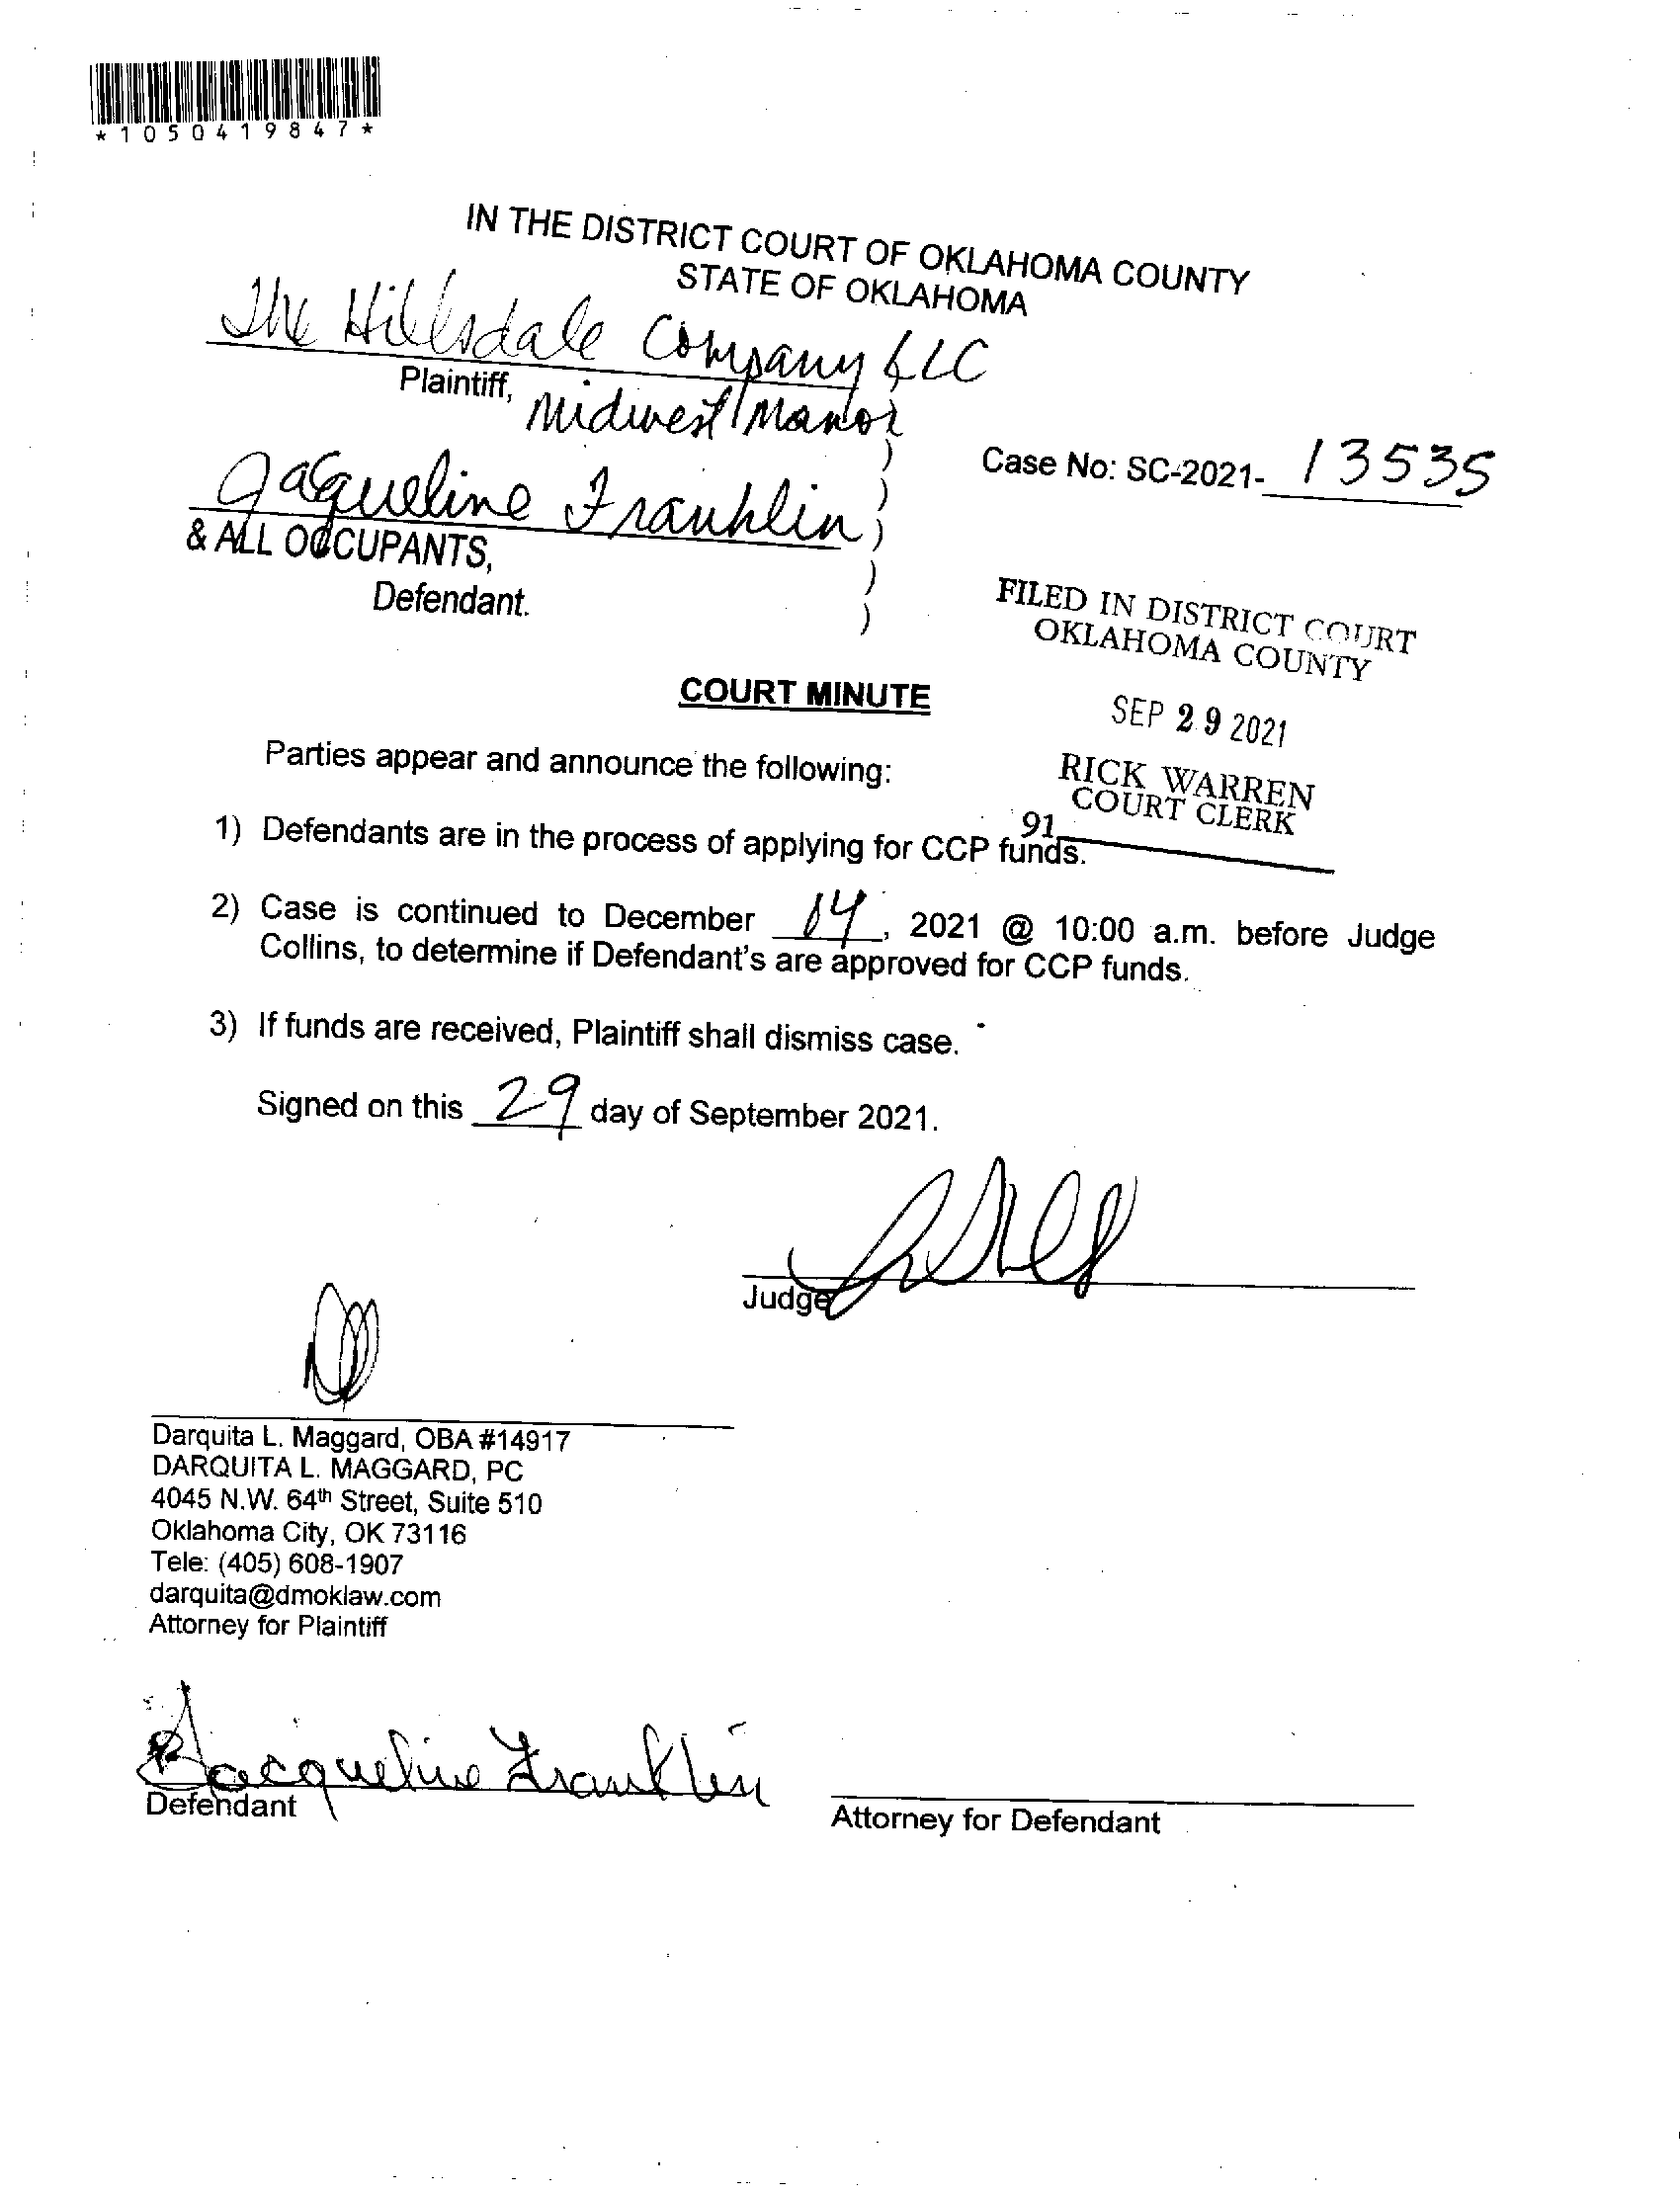 *1050419847*
IN THE DISTRICT COURT OF OKLAHOMA COUNTY
STATE OF OKLAHOMA
The Hillsdale Company LLC
Plaintiff, Midwest Manor
)
Jacqueline Franklin )
)
& ALL OCCUPANTS, )
Defendant. )
Case No: SC-2021- 13535
FILED IN DISTRICT COURT
OKLAHOMA COUNTY
SEP 29 2021
RICK WARREN
COURT CLERK
91
COURT MINUTE
Parties appear and announce the following:
1) Defendants are in the process of applying for CCP funds.
2) Case is continued to December 14, 2021 @ 10:00 a.m. before Judge
Collins, to determine if Defendant's are approved for CCP funds.
3) If funds are received, Plaintiff shall dismiss case.
Signed on this 29 day of September 2021.
Judge
Darquita L. Maggard, OBA #14917
DARQUITA L. MAGGARD, PC
4045 N.W. 64th Street, Suite 510
Oklahoma City, OK 73116
Tele: (405) 608-1907
darquita@dmoklaw.com
Attorney for Plaintiff
Jacqueline Franklin
Defendant
Attorney for Defendant